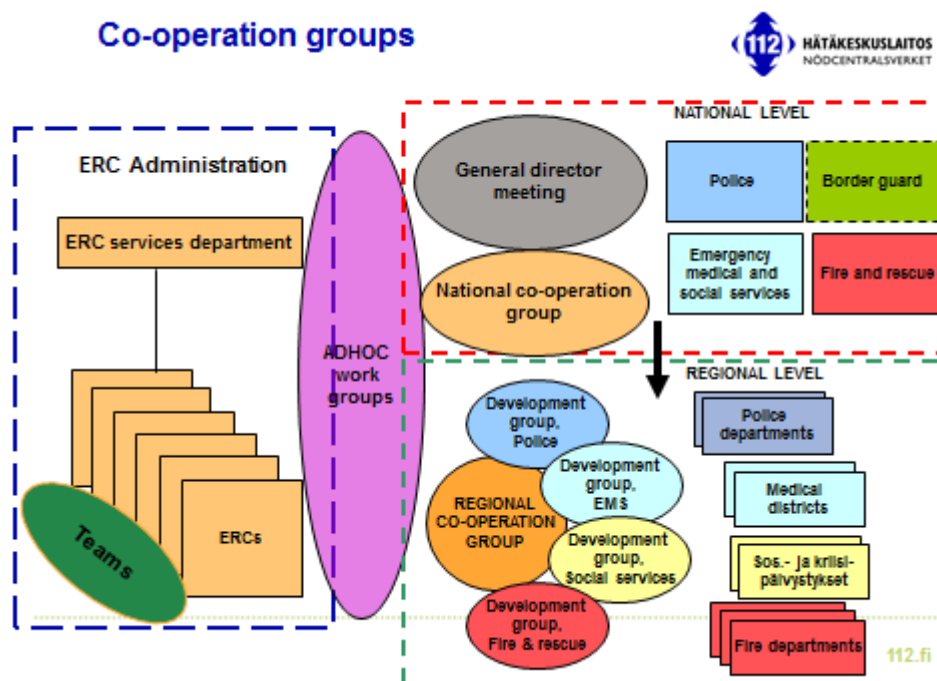 Co-operation groups
112
HÄTÄKESKUSLAITOS
NÖDCENTRALSVERKET
ERC Administration
ERC services department
ERCs
Teams
ADHOC
work
groups
NATIONAL LEVEL
General director
meeting
National co-operation
group
Police
Border guard
Emergency
medical and
social services
Fire and rescue
REGIONAL LEVEL
Development
group,
Police
Development
group,
EMS
REGIONAL
CO-OPERATION
GROUP
Development
group,
Social services
Development
group,
Fire & rescue
Police
departments
Medical
districts
Sos.- ja kriisi-
päivystykset
Fire departments
112.fi